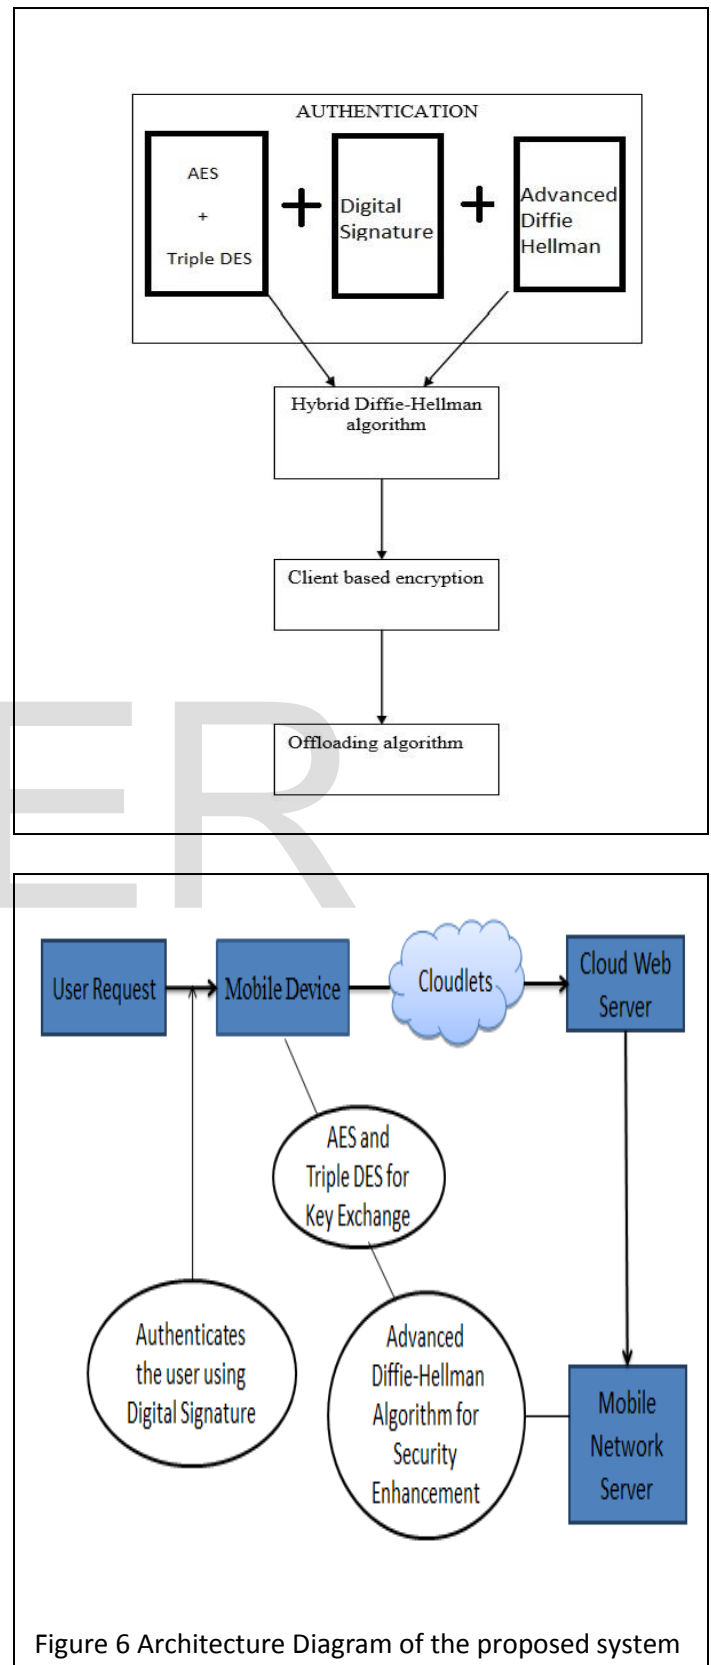 AUTHENTICATION
AES
+
Triple DES
+
Digital
Signature
+
Advanced
Diffie
Hellman
Hybrid Diffie-Hellman
algorithm
Client based encryption
Offloading algorithm
ER
User Request
Mobile Device
Cloudlets
Cloud Web
Server
AES and
Triple DES for
Key Exchange
Authenticates
the user using
Digital Signature
Advanced
Diffie-Hellman
Algorithm for
Security
Enhancement
Mobile
Network
Server
Figure 6 Architecture Diagram of the proposed system